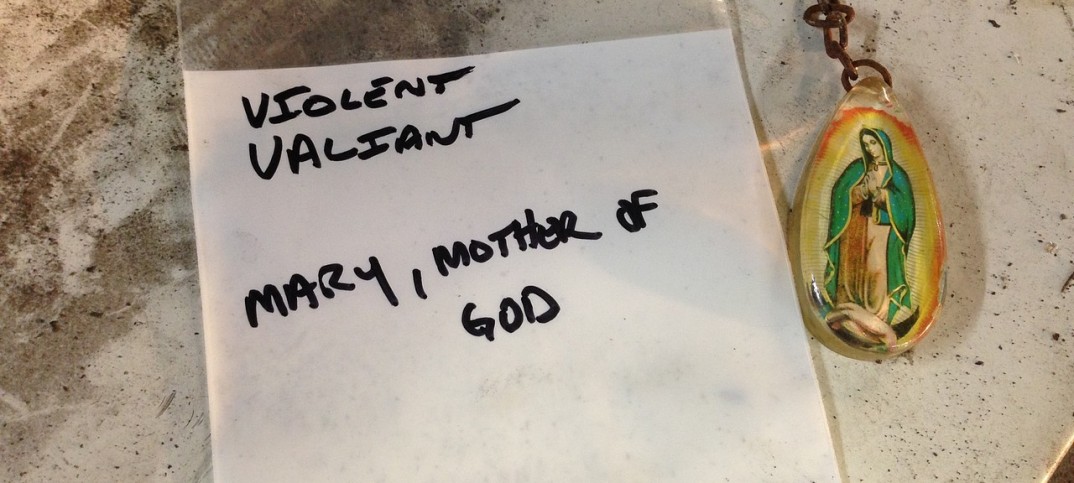 VIOLENT
VALIANT
MARY, MOTHER OF
GOD